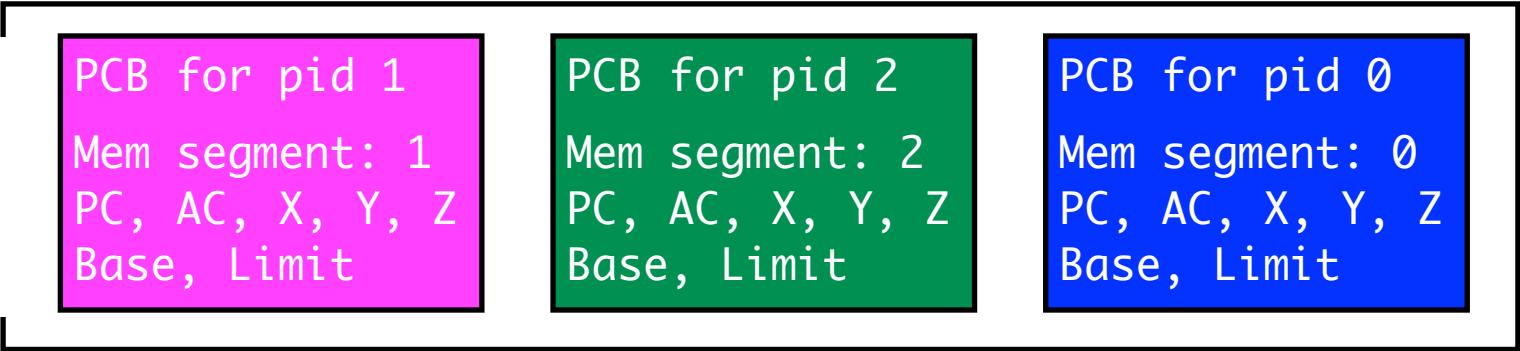 PCB for pid 1
Mem segment: 1
PC, AC, X, Y, Z
Base, Limit
PCB for pid 2
Mem segment: 2
PC, AC, X, Y, Z
Base, Limit
PCB for pid 0
Mem segment: 0
PC, AC, X, Y, Z
Base, Limit